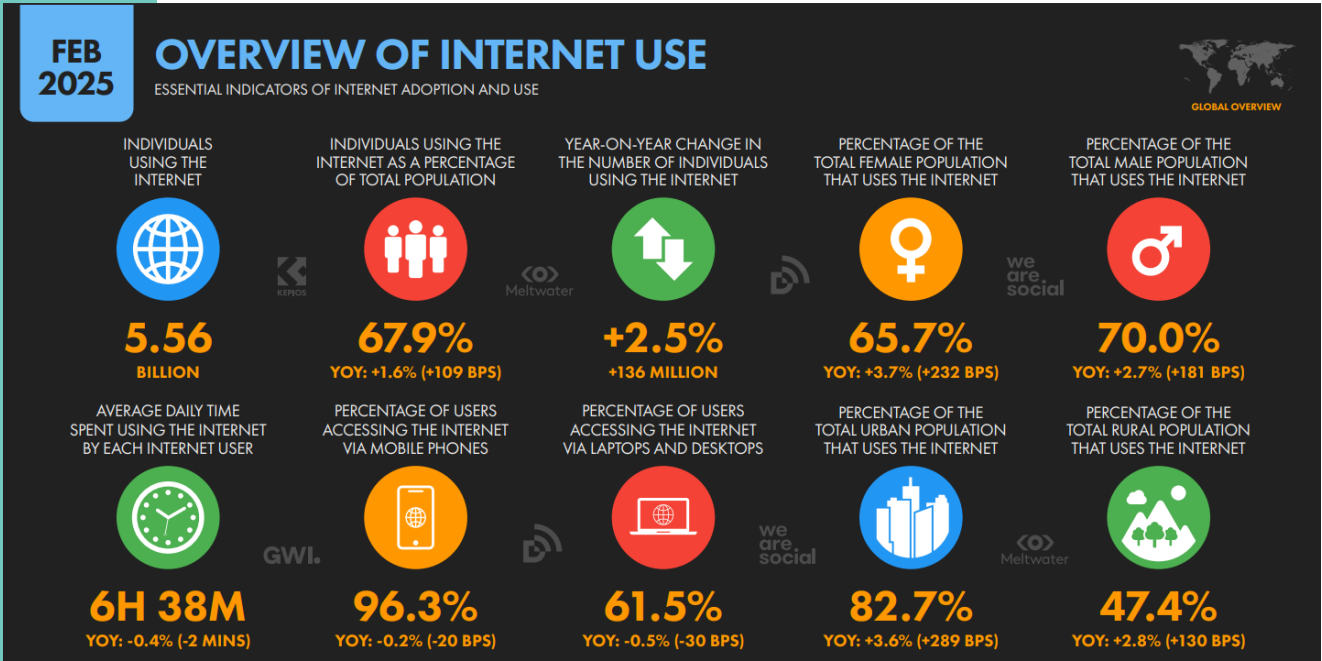 FEB
2025
OVERVIEW OF INTERNET USE
ESSENTIAL INDICATORS OF INTERNET ADOPTION AND USE
GLOBAL OVERVIEW
INDIVIDUALS
USING THE
INTERNET
5.56
BILLION
INDIVIDUALS USING THE
INTERNET AS A PERCENTAGE
OF TOTAL POPULATION
67.9%
YOY: +1.6% (+109 BPS)
YEAR-ON-YEAR CHANGE IN
THE NUMBER OF INDIVIDUALS
USING THE INTERNET
+2.5%
+136 MILLION
PERCENTAGE OF THE
TOTAL FEMALE POPULATION
THAT USES THE INTERNET
65.7%
YOY: +3.7% (+232 BPS)
PERCENTAGE OF THE
TOTAL MALE POPULATION
THAT USES THE INTERNET
70.0%
YOY: +2.7% (+181 BPS)
KEPIOS
Meltwater
we
are
social
AVERAGE DAILY TIME
SPENT USING THE INTERNET
BY EACH INTERNET USER
6H 38M
YOY: -0.4% (-2 MINS)
PERCENTAGE OF USERS
ACCESSING THE INTERNET
VIA MOBILE PHONES
96.3%
YOY: -0.2% (-20 BPS)
PERCENTAGE OF USERS
ACCESSING THE INTERNET
VIA LAPTOPS AND DESKTOPS
61.5%
YOY: -0.5% (-30 BPS)
PERCENTAGE OF THE
TOTAL URBAN POPULATION
THAT USES THE INTERNET
82.7%
YOY: +3.6% (+289 BPS)
PERCENTAGE OF THE
TOTAL RURAL POPULATION
THAT USES THE INTERNET
47.4%
YOY: +2.8% (+130 BPS)
GWI.
we
are
social
Meltwater